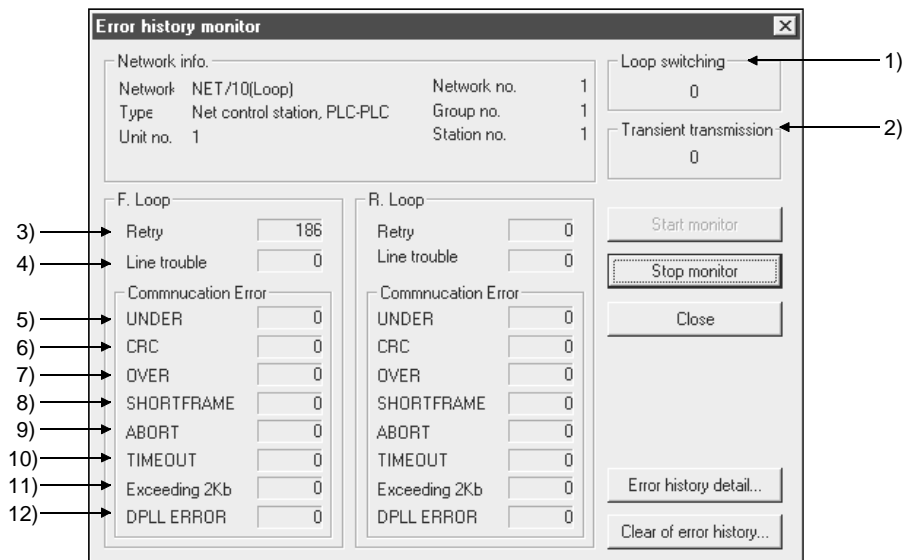 Error history monitor
Network info.
Network NET/10(Loop)
Type Net control station, PLC-PLC
Unit no. 1
Network no. 1
Group no. 1
Station no. 1
Loop switching
0
1)
Transient transmission
0
2)
F. Loop
3) Retry 186
4) Line trouble 0
Commnucation Error
5) UNDER 0
6) CRC 0
7) OVER 0
8) SHORTFRAME 0
9) ABORT 0
10) TIMEOUT 0
11) Exceeding 2Kb 0
12) DPLL ERROR 0
R. Loop
Retry 0
Line trouble 0
Commnucation Error
UNDER 0
CRC 0
OVER 0
SHORTFRAME 0
ABORT 0
TIMEOUT 0
Exceeding 2Kb 0
DPLL ERROR 0
Start monitor
Stop monitor
Close
Error history detail...
Clear of error history...